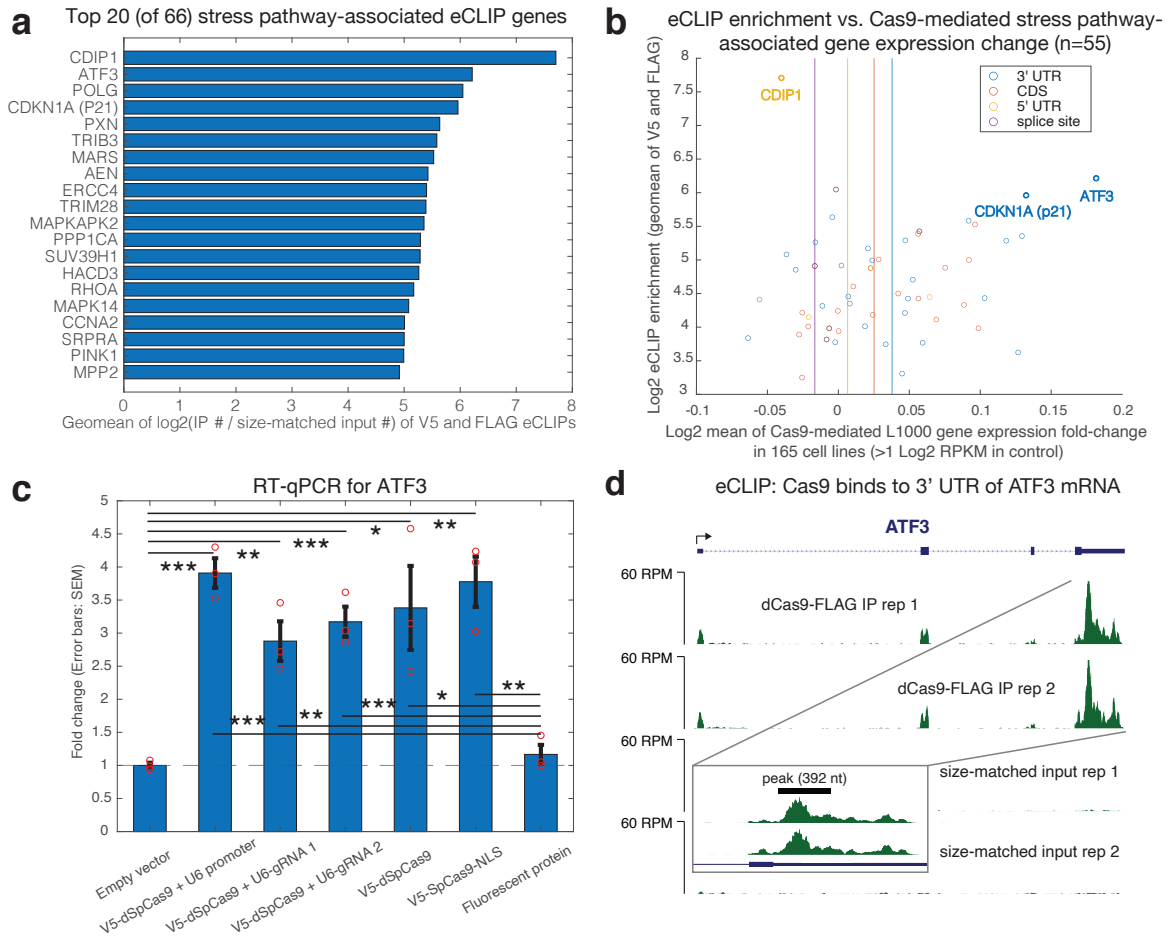 a
Top 20 (of 66) stress pathway-associated eCLIP genes
CDIP1
ATF3
POLG
CDKN1A (P21)
PXN
TRIB3
MARS
AEN
ERCC4
TRIM28
MAPKAPK2
PPP1CA
SUV39H1
HACD3
RHOA
MAPK14
CCNA2
SRPRA
PINK1
MPP2
0 1 2 3 4 5 6 7 8
Geomean of log2(IP # / size-matched input #) of V5 and FLAG eCLIPs
b
eCLIP enrichment vs. Cas9-mediated stress pathway-
associated gene expression change (n=55)
Log2 eCLIP enrichment (geomean of V5 and FLAG)
8
7.5
7
6.5
6
5.5
5
4.5
4
3.5
3
CDIP1
3' UTR
CDS
5' UTR
splice site
ATF3
CDKN1A (p21)
-0.1 -0.05 0 0.05 0.1 0.15 0.2
Log2 mean of Cas9-mediated L1000 gene expression fold-change
in 165 cell lines (>1 Log2 RPKM in control)
c
RT-qPCR for ATF3
Fold change (Error bars: SEM)
5
4.5
4
3.5
3
2.5
2
1.5
1
0.5
0
*** ** *** * **
*** ** *** * **
Empty vector
V5-dSpCas9 + U6 promoter
V5-dSpCas9 + U6-gRNA 1
V5-dSpCas9 + U6-gRNA 2
V5-dSpCas9
V5-SpCas9-NLS
Fluorescent protein
d
eCLIP: Cas9 binds to 3' UTR of ATF3 mRNA
ATF3
60 RPM
dCas9-FLAG IP rep 1
60 RPM
dCas9-FLAG IP rep 2
60 RPM
size-matched input rep 1
peak (392 nt)
60 RPM
size-matched input rep 2